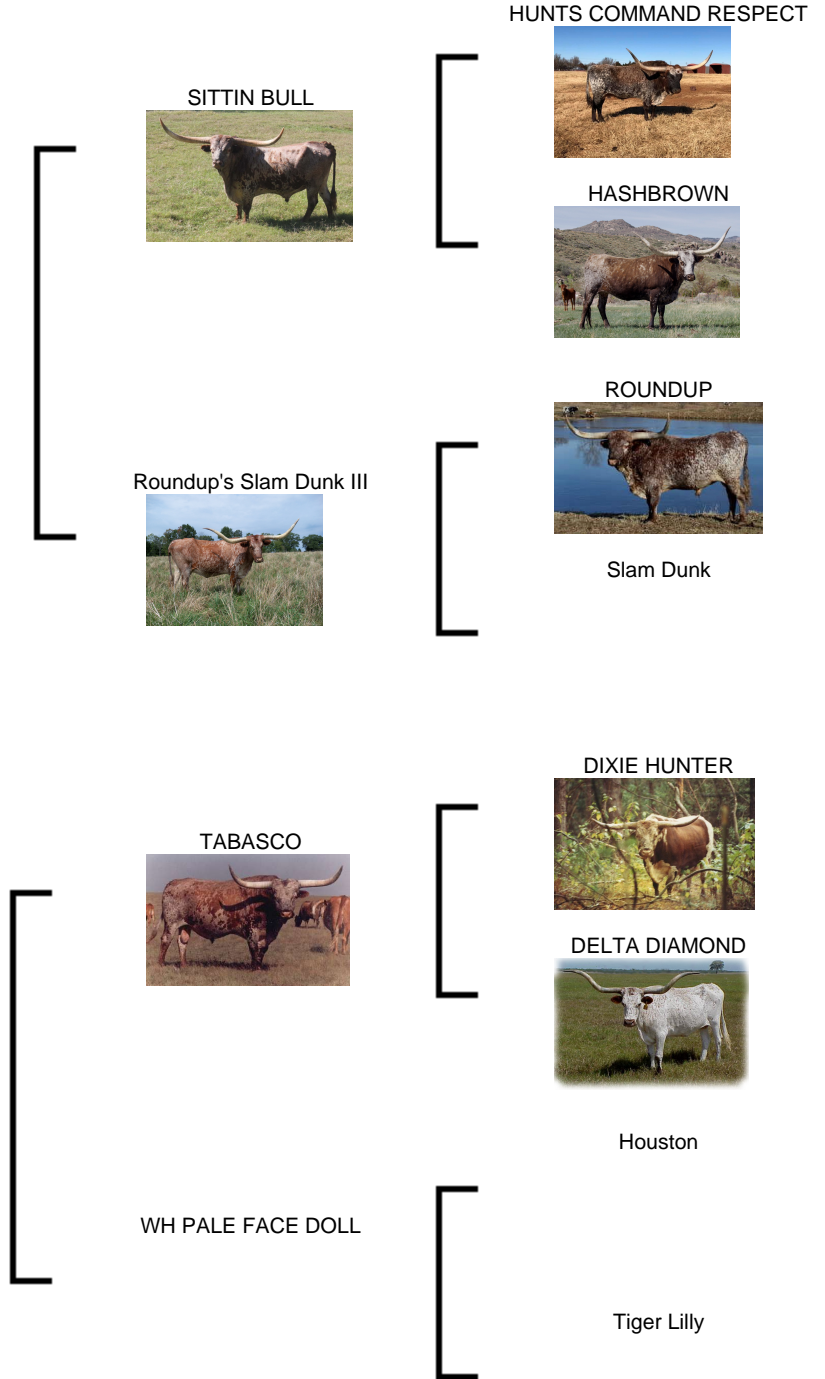 HUNTS COMMAND RESPECT
SITTIN BULL
HASHBROWN
ROUNDUP
Roundup's Slam Dunk III
Slam Dunk
DIXIE HUNTER
TABASCO
DELTA DIAMOND
Houston
WH PALE FACE DOLL
Tiger Lilly